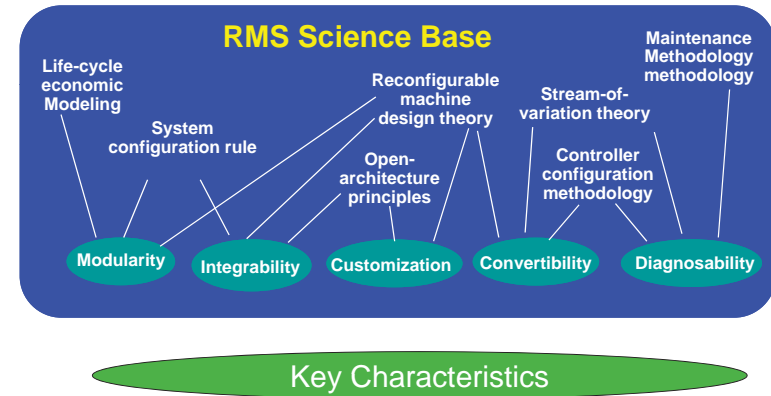 RMS Science Base
Life-cycle
economic
Modeling
System
configuration rule
Reconfigurable
machine
design theory
Open-
architecture
principles
Stream-of-
variation theory
Controller
configuration
methodology
Maintenance
Methodology
methodology
Modularity
Integrability
Customization
Convertibility
Diagnosability
Key Characteristics